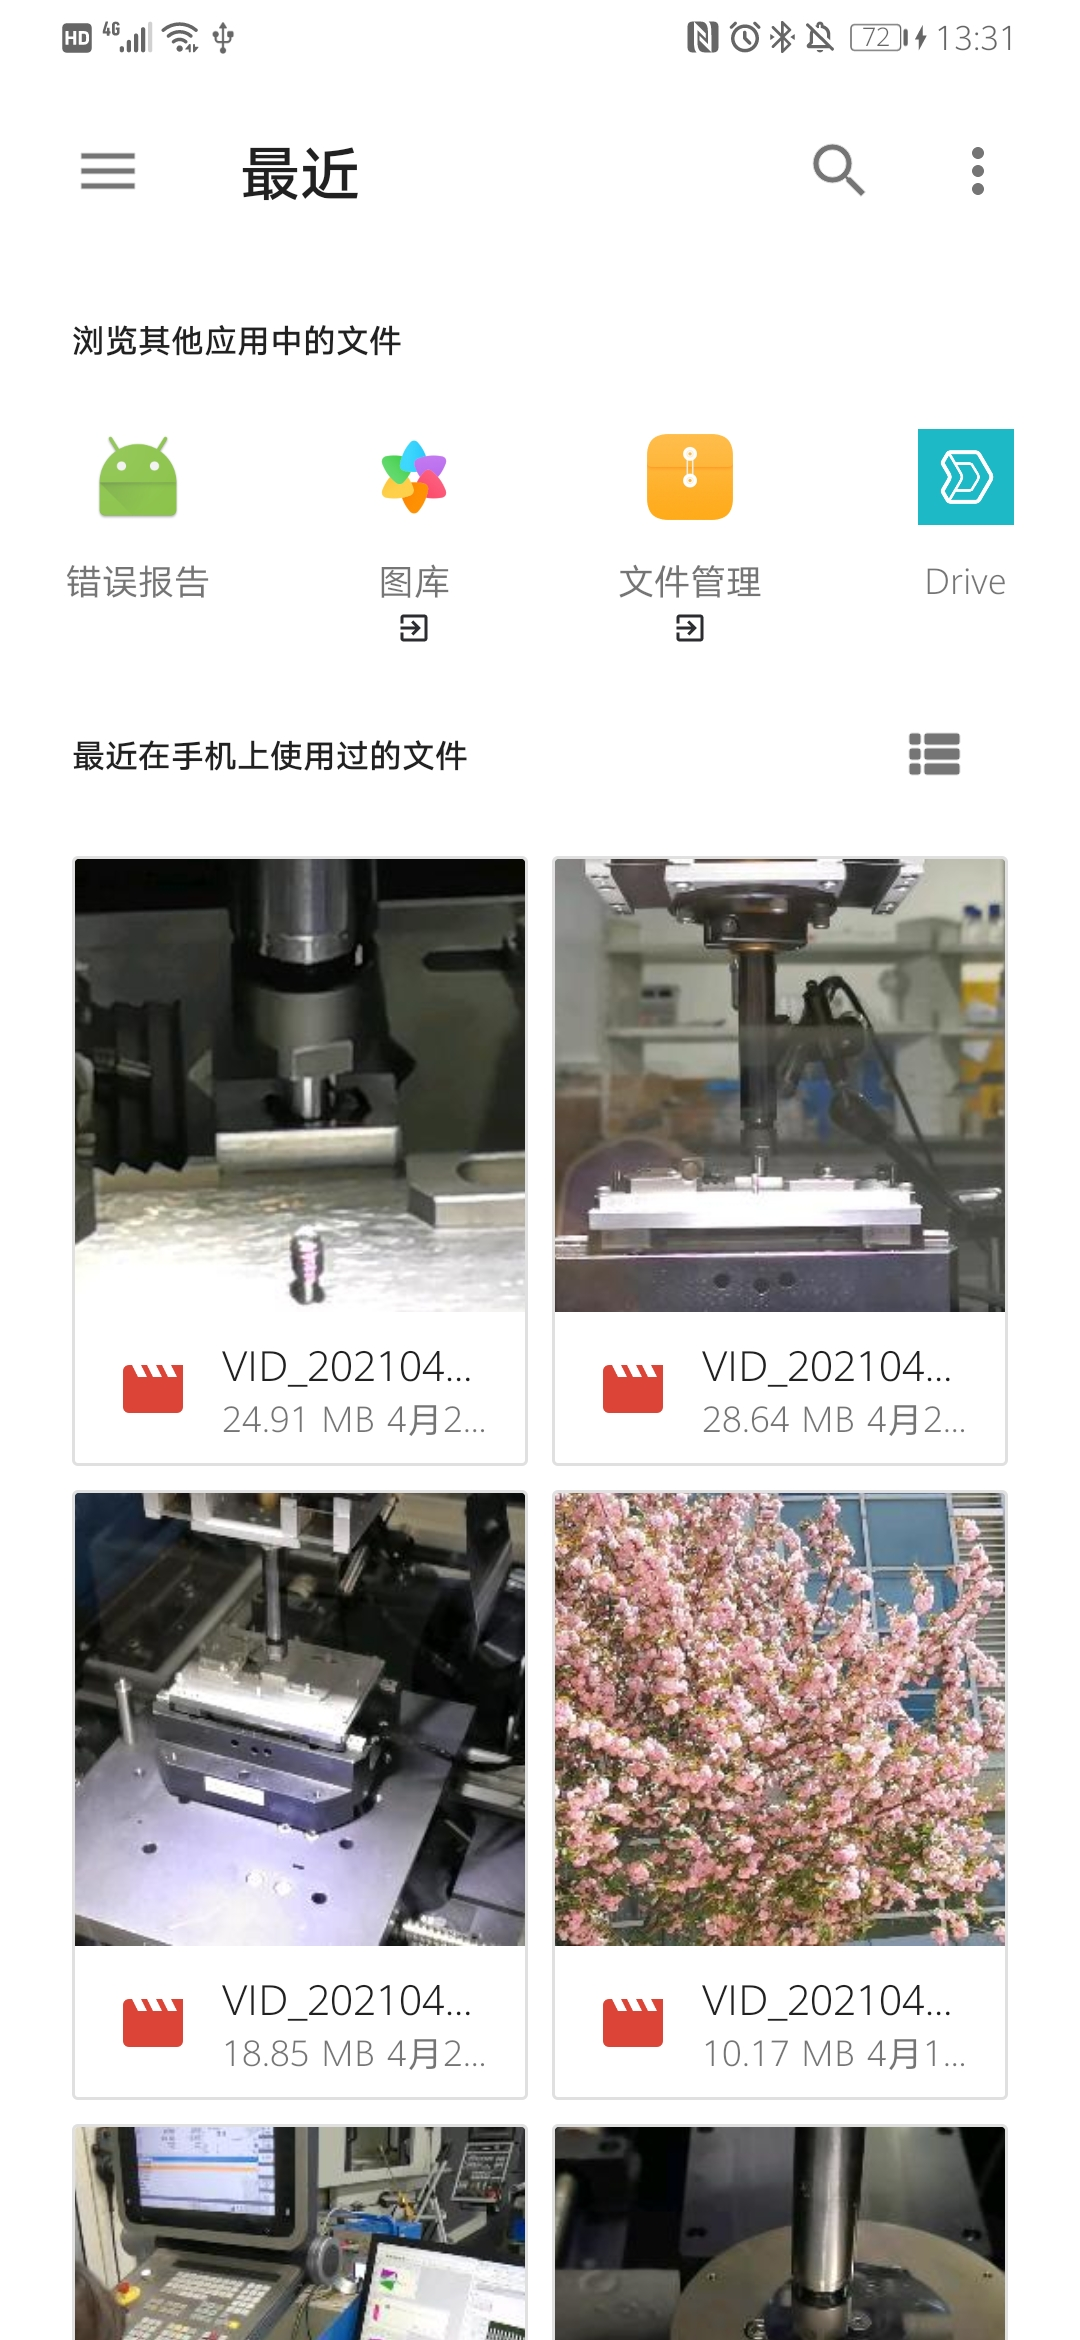 HD 4G 72 13:31
最近
浏览其他应用中的文件
错误报告 图库 文件管理 Drive
最近在手机上使用过的文件
VID_202104... VID_202104...
24.91 MB 4月2... 28.64 MB 4月2...
VID_202104... VID_202104...
18.85 MB 4月2... 10.17 MB 4月1...